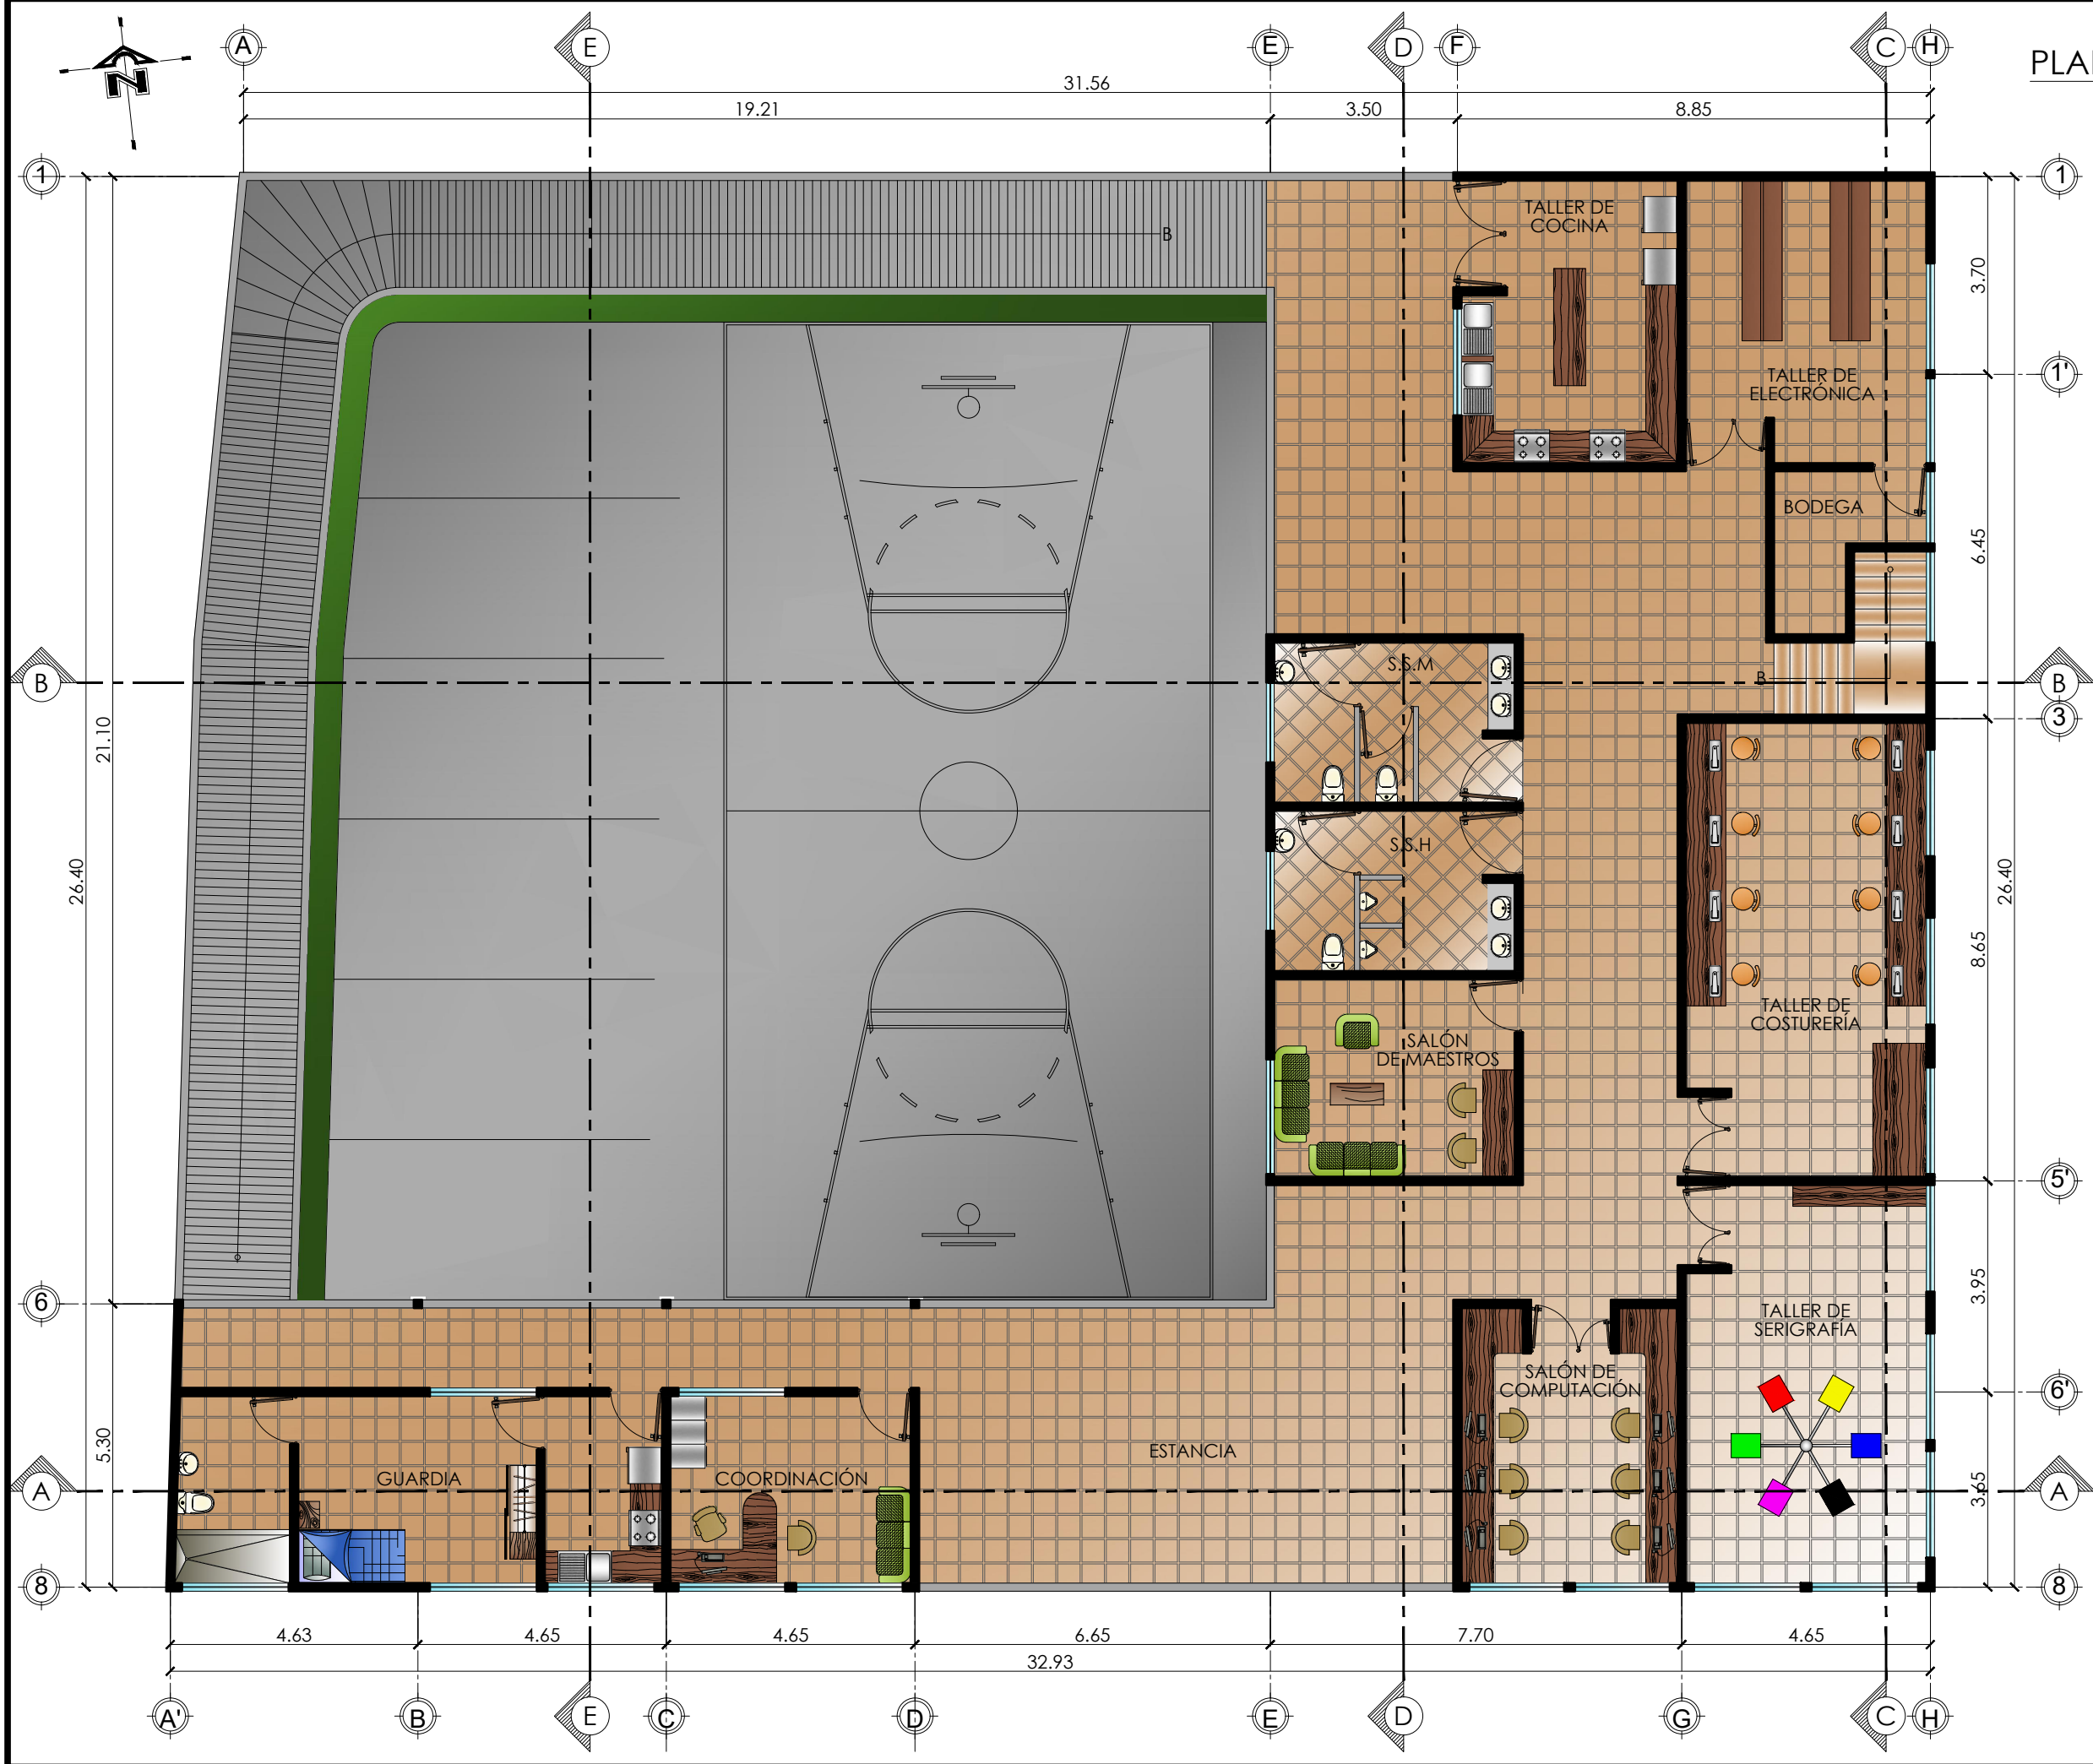 A
E
E
D
F
C
H
PLA
N
31.56
19.21
3.50
8.85
1
1
TALLER DE
COCINA
B
3.70
1'
TALLER DE
ELECTRÓNICA
BODEGA
6.45
S.S.M
B
B
B
3
21.10
26.40
S.S.H
26.40
8.65
TALLER DE
COSTURERÍA
SALÓN
DE MAESTROS
5'
6
3.95
TALLER DE
SERIGRAFÍA
SALÓN DE
COMPUTACIÓN
6'
5.30
ESTANCIA
GUARDIA
COORDINACIÓN
A
A
3.65
8
8
4.63
4.65
4.65
6.65
7.70
4.65
32.93
A'
B
E
C
D
E
D
G
C
H